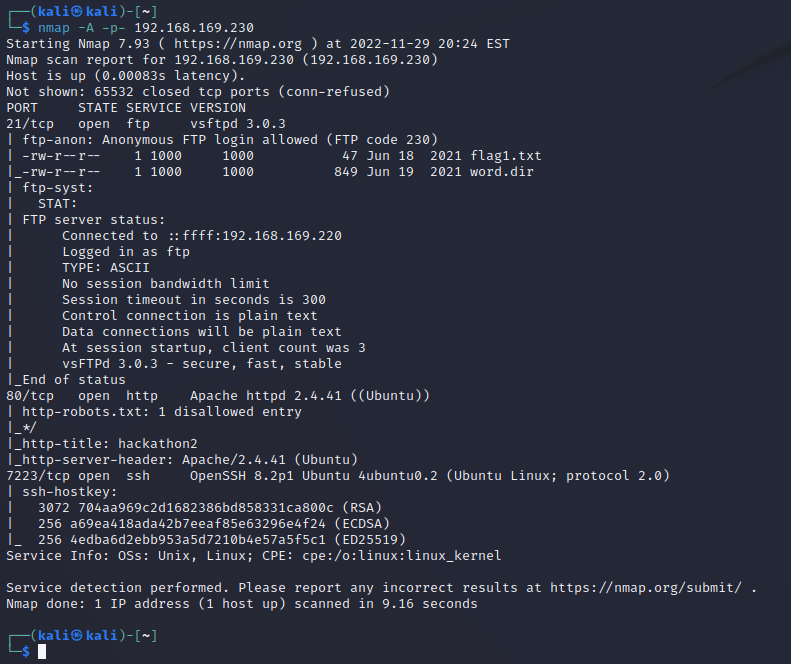 ┌──(kali㉿kali)-[~]
└─$ nmap -A -p- 192.168.169.230
Starting Nmap 7.93 ( https://nmap.org ) at 2022-11-29 20:24 EST
Nmap scan report for 192.168.169.230 (192.168.169.230)
Host is up (0.00083s latency).
Not shown: 65532 closed tcp ports (conn-refused)
PORT     STATE SERVICE VERSION
21/tcp   open  ftp     vsftpd 3.0.3
| ftp-anon: Anonymous FTP login allowed (FTP code 230)
| -rw-r--r--    1 1000     1000           47 Jun 18  2021 flag1.txt
|_-rw-r--r--    1 1000     1000          849 Jun 19  2021 word.dir
| ftp-syst:
|   STAT:
| FTP server status:
|      Connected to ::ffff:192.168.169.220
|      Logged in as ftp
|      TYPE: ASCII
|      No session bandwidth limit
|      Session timeout in seconds is 300
|      Control connection is plain text
|      Data connections will be plain text
|      At session startup, client count was 3
|      vsFTPd 3.0.3 - secure, fast, stable
|_End of status
80/tcp   open  http    Apache httpd 2.4.41 ((Ubuntu))
| http-robots.txt: 1 disallowed entry
|_*/
|_http-title: hackathon2
|_http-server-header: Apache/2.4.41 (Ubuntu)
7223/tcp open  ssh     OpenSSH 8.2p1 Ubuntu 4ubuntu0.2 (Ubuntu Linux; protocol 2.0)
| ssh-hostkey:
|   3072 704aa969c2d1682386bd858331ca800c (RSA)
|   256 a69ea418ada42b7eeaf85e63296e4f24 (ECDSA)
|_  256 4edba6d2ebb953a5d7210b4e57a5f5c1 (ED25519)
Service Info: OSs: Unix, Linux; CPE: cpe:/o:linux:linux_kernel

Service detection performed. Please report any incorrect results at https://nmap.org/submit/ .
Nmap done: 1 IP address (1 host up) scanned in 9.16 seconds

┌──(kali㉿kali)-[~]
└─$